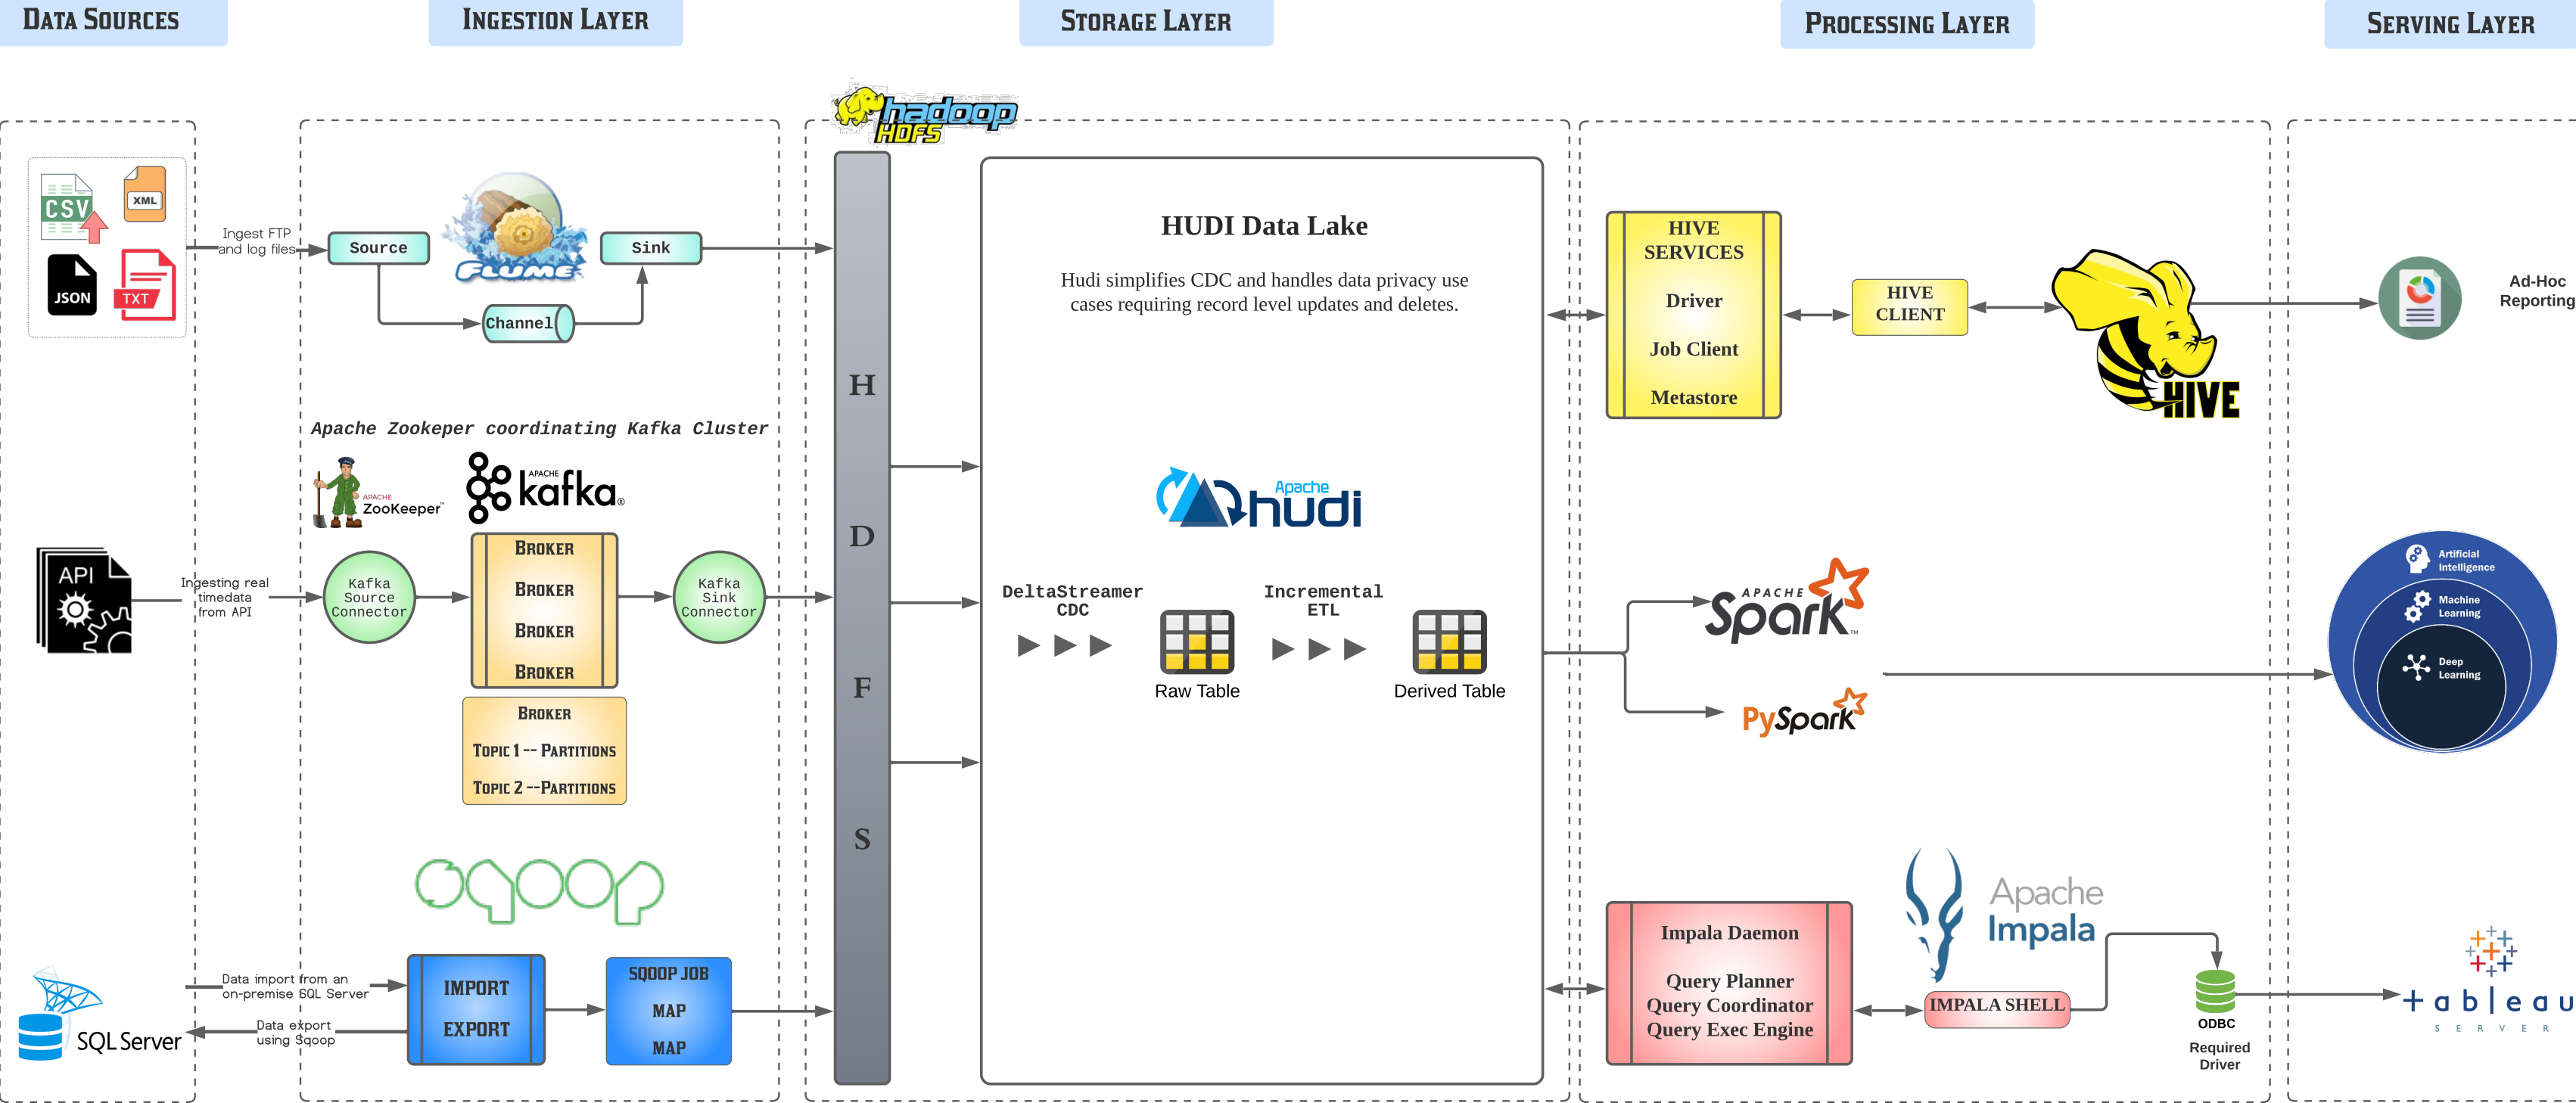 DATA SOURCES
INGESTION LAYER
STORAGE LAYER
PROCESSING LAYER
SERVING LAYER
CSV
XML
JSON
TXT
Ingest FTP
and log files
Source
FLUME
Sink
Channel
Apache Zookeper coordinating Kafka Cluster
APACHE
ZooKeeper™
APACHE
kafka®
API
Ingesting real
timedata
from API
Kafka
Source
Connector
BROKER
BROKER
BROKER
BROKER
Kafka
Sink
Connector
BROKER
TOPIC 1 -- PARTITIONS
TOPIC 2 --PARTITIONS
sqoop
SQL Server
Data import from an
on-premise SQL Server
Data export
using Sqoop
IMPORT
EXPORT
SQOOP JOB
MAP
MAP
hadoop
HDFS
H
D
F
S
HUDI Data Lake
Hudi simplifies CDC and handles data privacy use
cases requiring record level updates and deletes.
Apache
hudi
DeltaStreamer
CDC
Raw Table
Incremental
ETL
Derived Table
HIVE
SERVICES
Driver
Job Client
Metastore
HIVE
CLIENT
HIVE
APACHE
Spark™
PySpark
Impala Daemon
Query Planner
Query Coordinator
Query Exec Engine
Apache
Impala
IMPALA SHELL
ODBC
Required
Driver
Ad-Hoc
Reporting
Artificial
Intelligence
Machine
Learning
Deep
Learning
tableau
SERVER